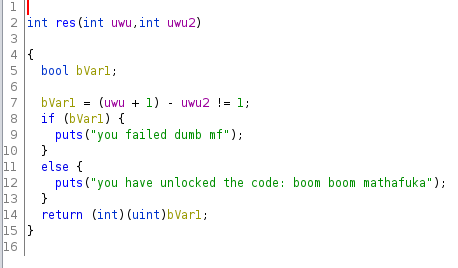 1
2 int res(int uwu,int uwu2)
3
4 {
5   bool bVar1;
6
7   bVar1 = (uwu + 1) - uwu2 != 1;
8   if (bVar1) {
9     puts("you failed dumb mf");
10   }
11   else {
12     puts("you have unlocked the code: boom boom mathafuka");
13   }
14   return (int)(uint)bVar1;
15 }
16